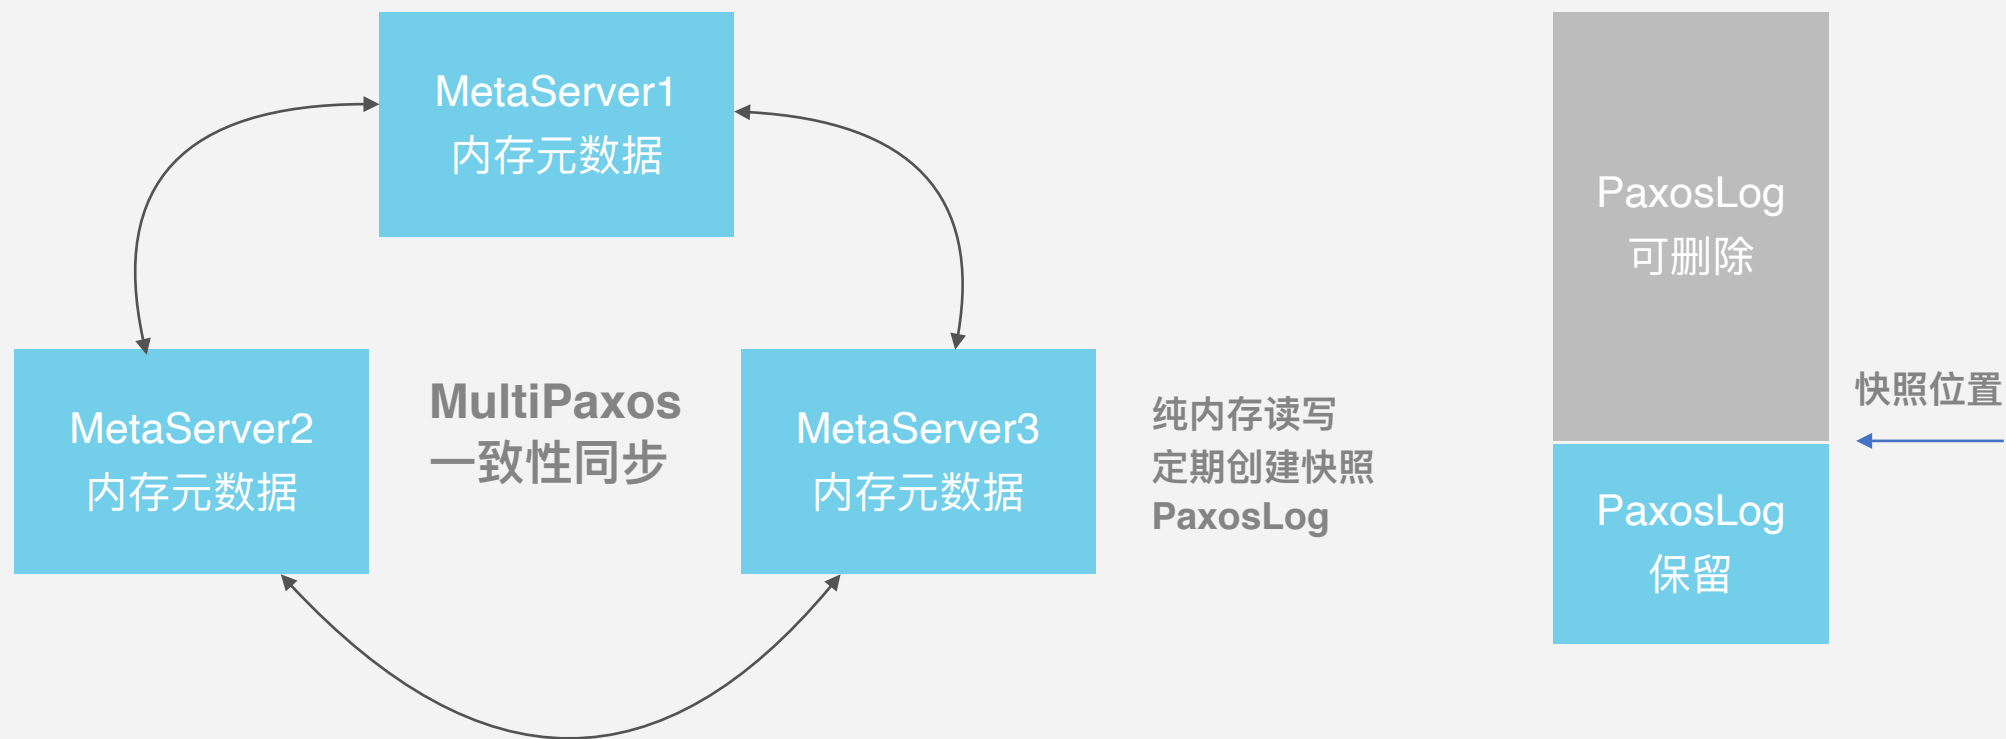 MetaServer1
内存元数据
MetaServer2
内存元数据
MultiPaxos
一致性同步
MetaServer3
内存元数据
纯内存读写
定期创建快照
PaxosLog
PaxosLog
可删除
快照位置
PaxosLog
保留